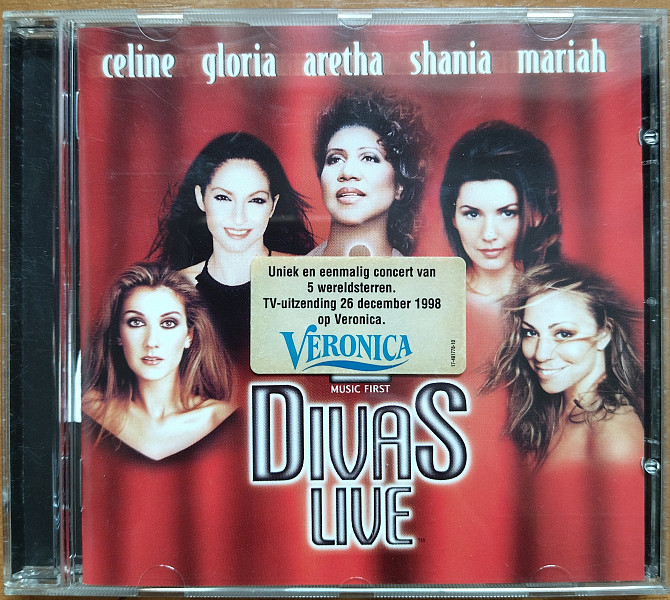 celine gloria aretha shania mariah
Uniek en eenmalig concert van
5 wereldsterren.
TV-uitzending 26 december 1998
op Veronica.
VERONICA
MUSIC FIRST
DIVAS
LIVE